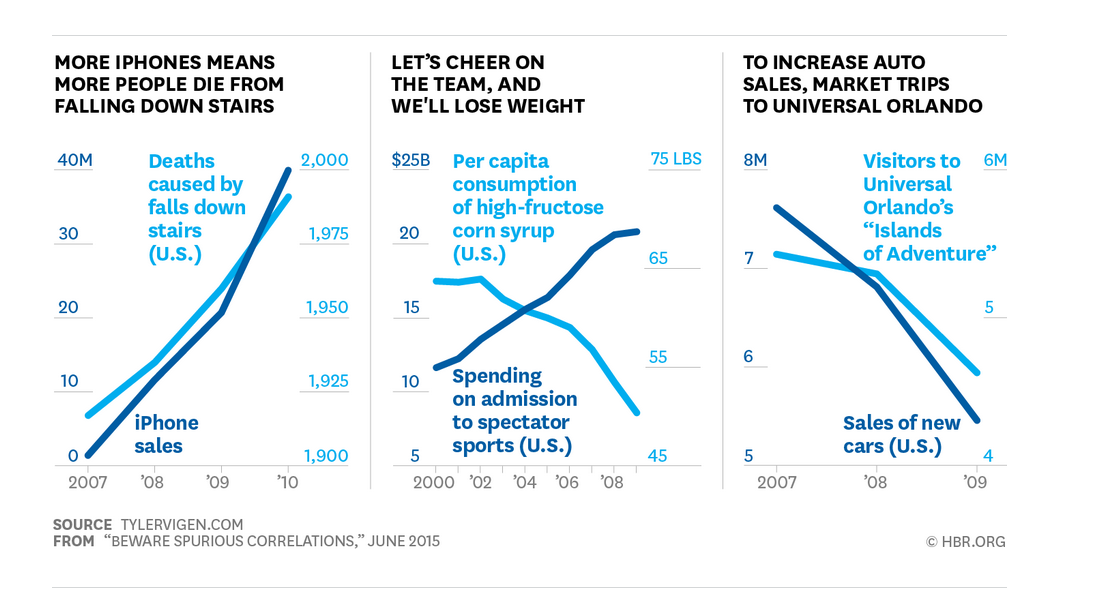 MORE IPHONES MEANS
MORE PEOPLE DIE FROM
FALLING DOWN STAIRS
40M
30
20
10
0
Deaths
caused by
falls down
stairs
(U.S.)
iPhone
sales
2,000
1,975
1,950
1,925
1,900
2007 ’08 ’09 ’10
LET’S CHEER ON
THE TEAM, AND
WE'LL LOSE WEIGHT
$25B
20
15
10
5
Per capita
consumption
of high-fructose
corn syrup
(U.S.)
Spending
on admission
to spectator
sports (U.S.)
75 LBS
65
55
45
2000 ’02 ’04 ’06 ’08
TO INCREASE AUTO
SALES, MARKET TRIPS
TO UNIVERSAL ORLANDO
8M
7
6
5
Visitors to
Universal
Orlando’s
“Islands
of Adventure”
Sales of new
cars (U.S.)
6M
5
4
2007 ’08 ’09
SOURCE TYLERVIGEN.COM
FROM “BEWARE SPURIOUS CORRELATIONS,” JUNE 2015
© HBR.ORG